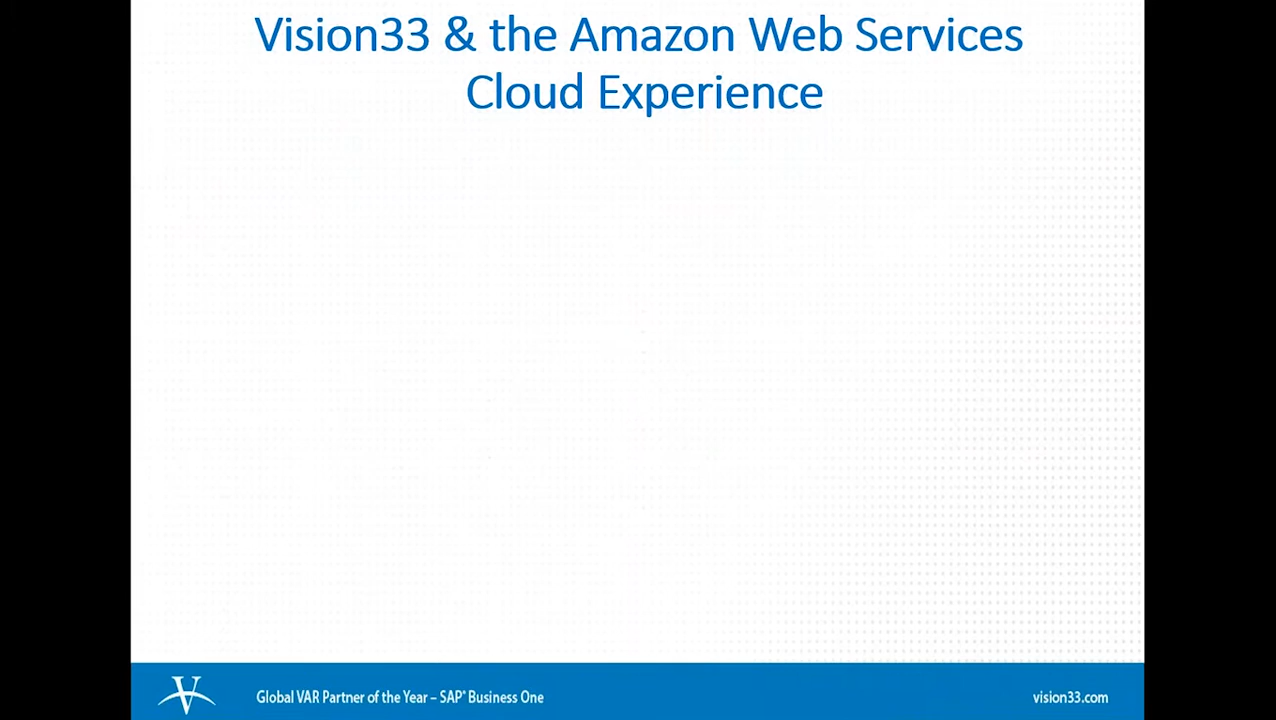 Vision33 & the Amazon Web Services
Cloud Experience
V
Global VAR Partner of the Year – SAP® Business One
vision33.com